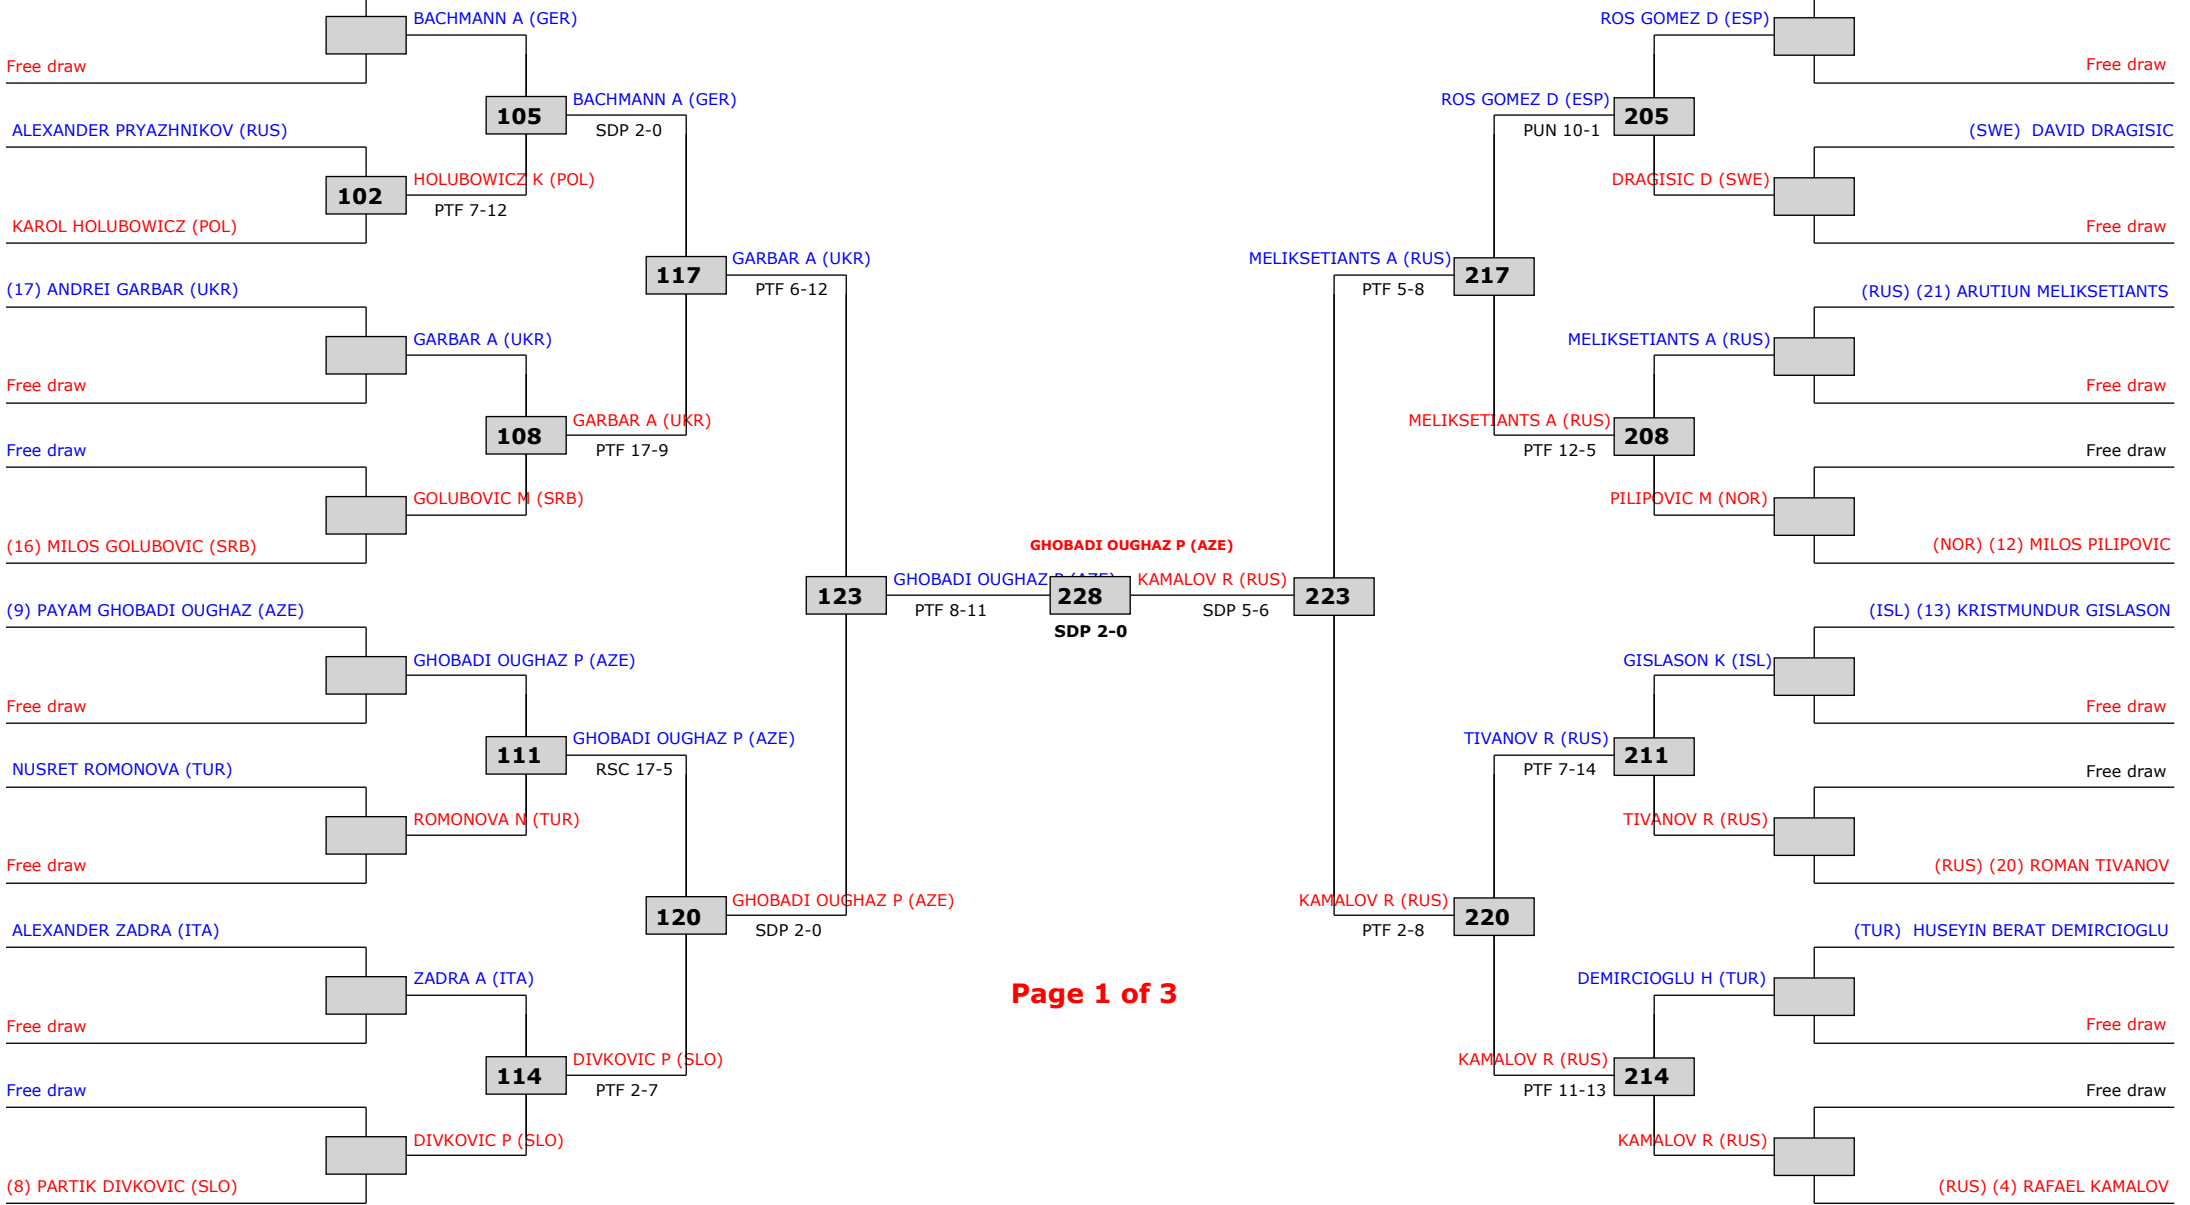 BACHMANN A (GER)
Free draw
105
BACHMANN A (GER)
SDP 2-0
ALEXANDER PRYAZHNIKOV (RUS)
102
HOLUBOWICZ K (POL)
PTF 7-12
KAROL HOLUBOWICZ (POL)
117
GARBAR A (UKR)
PTF 6-12
(17) ANDREI GARBAR (UKR)
GARBAR A (UKR)
Free draw
108
GARBAR A (UKR)
PTF 17-9
Free draw
GOLUBOVIC M (SRB)
(16) MILOS GOLUBOVIC (SRB)
123
GHOBADI OUGHAZ P (AZE)
PTF 8-11
(9) PAYAM GHOBADI OUGHAZ (AZE)
GHOBADI OUGHAZ P (AZE)
Free draw
111
GHOBADI OUGHAZ P (AZE)
RSC 17-5
NUSRET ROMONOVA (TUR)
ROMONOVA N (TUR)
Free draw
120
GHOBADI OUGHAZ P (AZE)
SDP 2-0
ALEXANDER ZADRA (ITA)
ZADRA A (ITA)
Free draw
114
DIVKOVIC P (SLO)
PTF 2-7
Free draw
DIVKOVIC P (SLO)
(8) PARTIK DIVKOVIC (SLO)
GHOBADI OUGHAZ P (AZE)
228
SDP 2-0
Page 1 of 3
ROS GOMEZ D (ESP)
Free draw
ROS GOMEZ D (ESP)
205
PUN 10-1
(SWE) DAVID DRAGISIC
DRAGISIC D (SWE)
Free draw
MELIKSETIANTS A (RUS)
217
PTF 5-8
(RUS) (21) ARUTIUN MELIKSETIANTS
MELIKSETIANTS A (RUS)
Free draw
MELIKSETIANTS A (RUS)
208
PTF 12-5
Free draw
PILIPOVIC M (NOR)
(NOR) (12) MILOS PILIPOVIC
KAMALOV R (RUS)
223
SDP 5-6
(ISL) (13) KRISTMUNDUR GISLASON
GISLASON K (ISL)
Free draw
TIVANOV R (RUS)
211
PTF 7-14
Free draw
TIVANOV R (RUS)
(RUS) (20) ROMAN TIVANOV
KAMALOV R (RUS)
220
PTF 2-8
(TUR) HUSEYIN BERAT DEMIRCIOGLU
DEMIRCIOGLU H (TUR)
Free draw
KAMALOV R (RUS)
214
PTF 11-13
Free draw
KAMALOV R (RUS)
(RUS) (4) RAFAEL KAMALOV